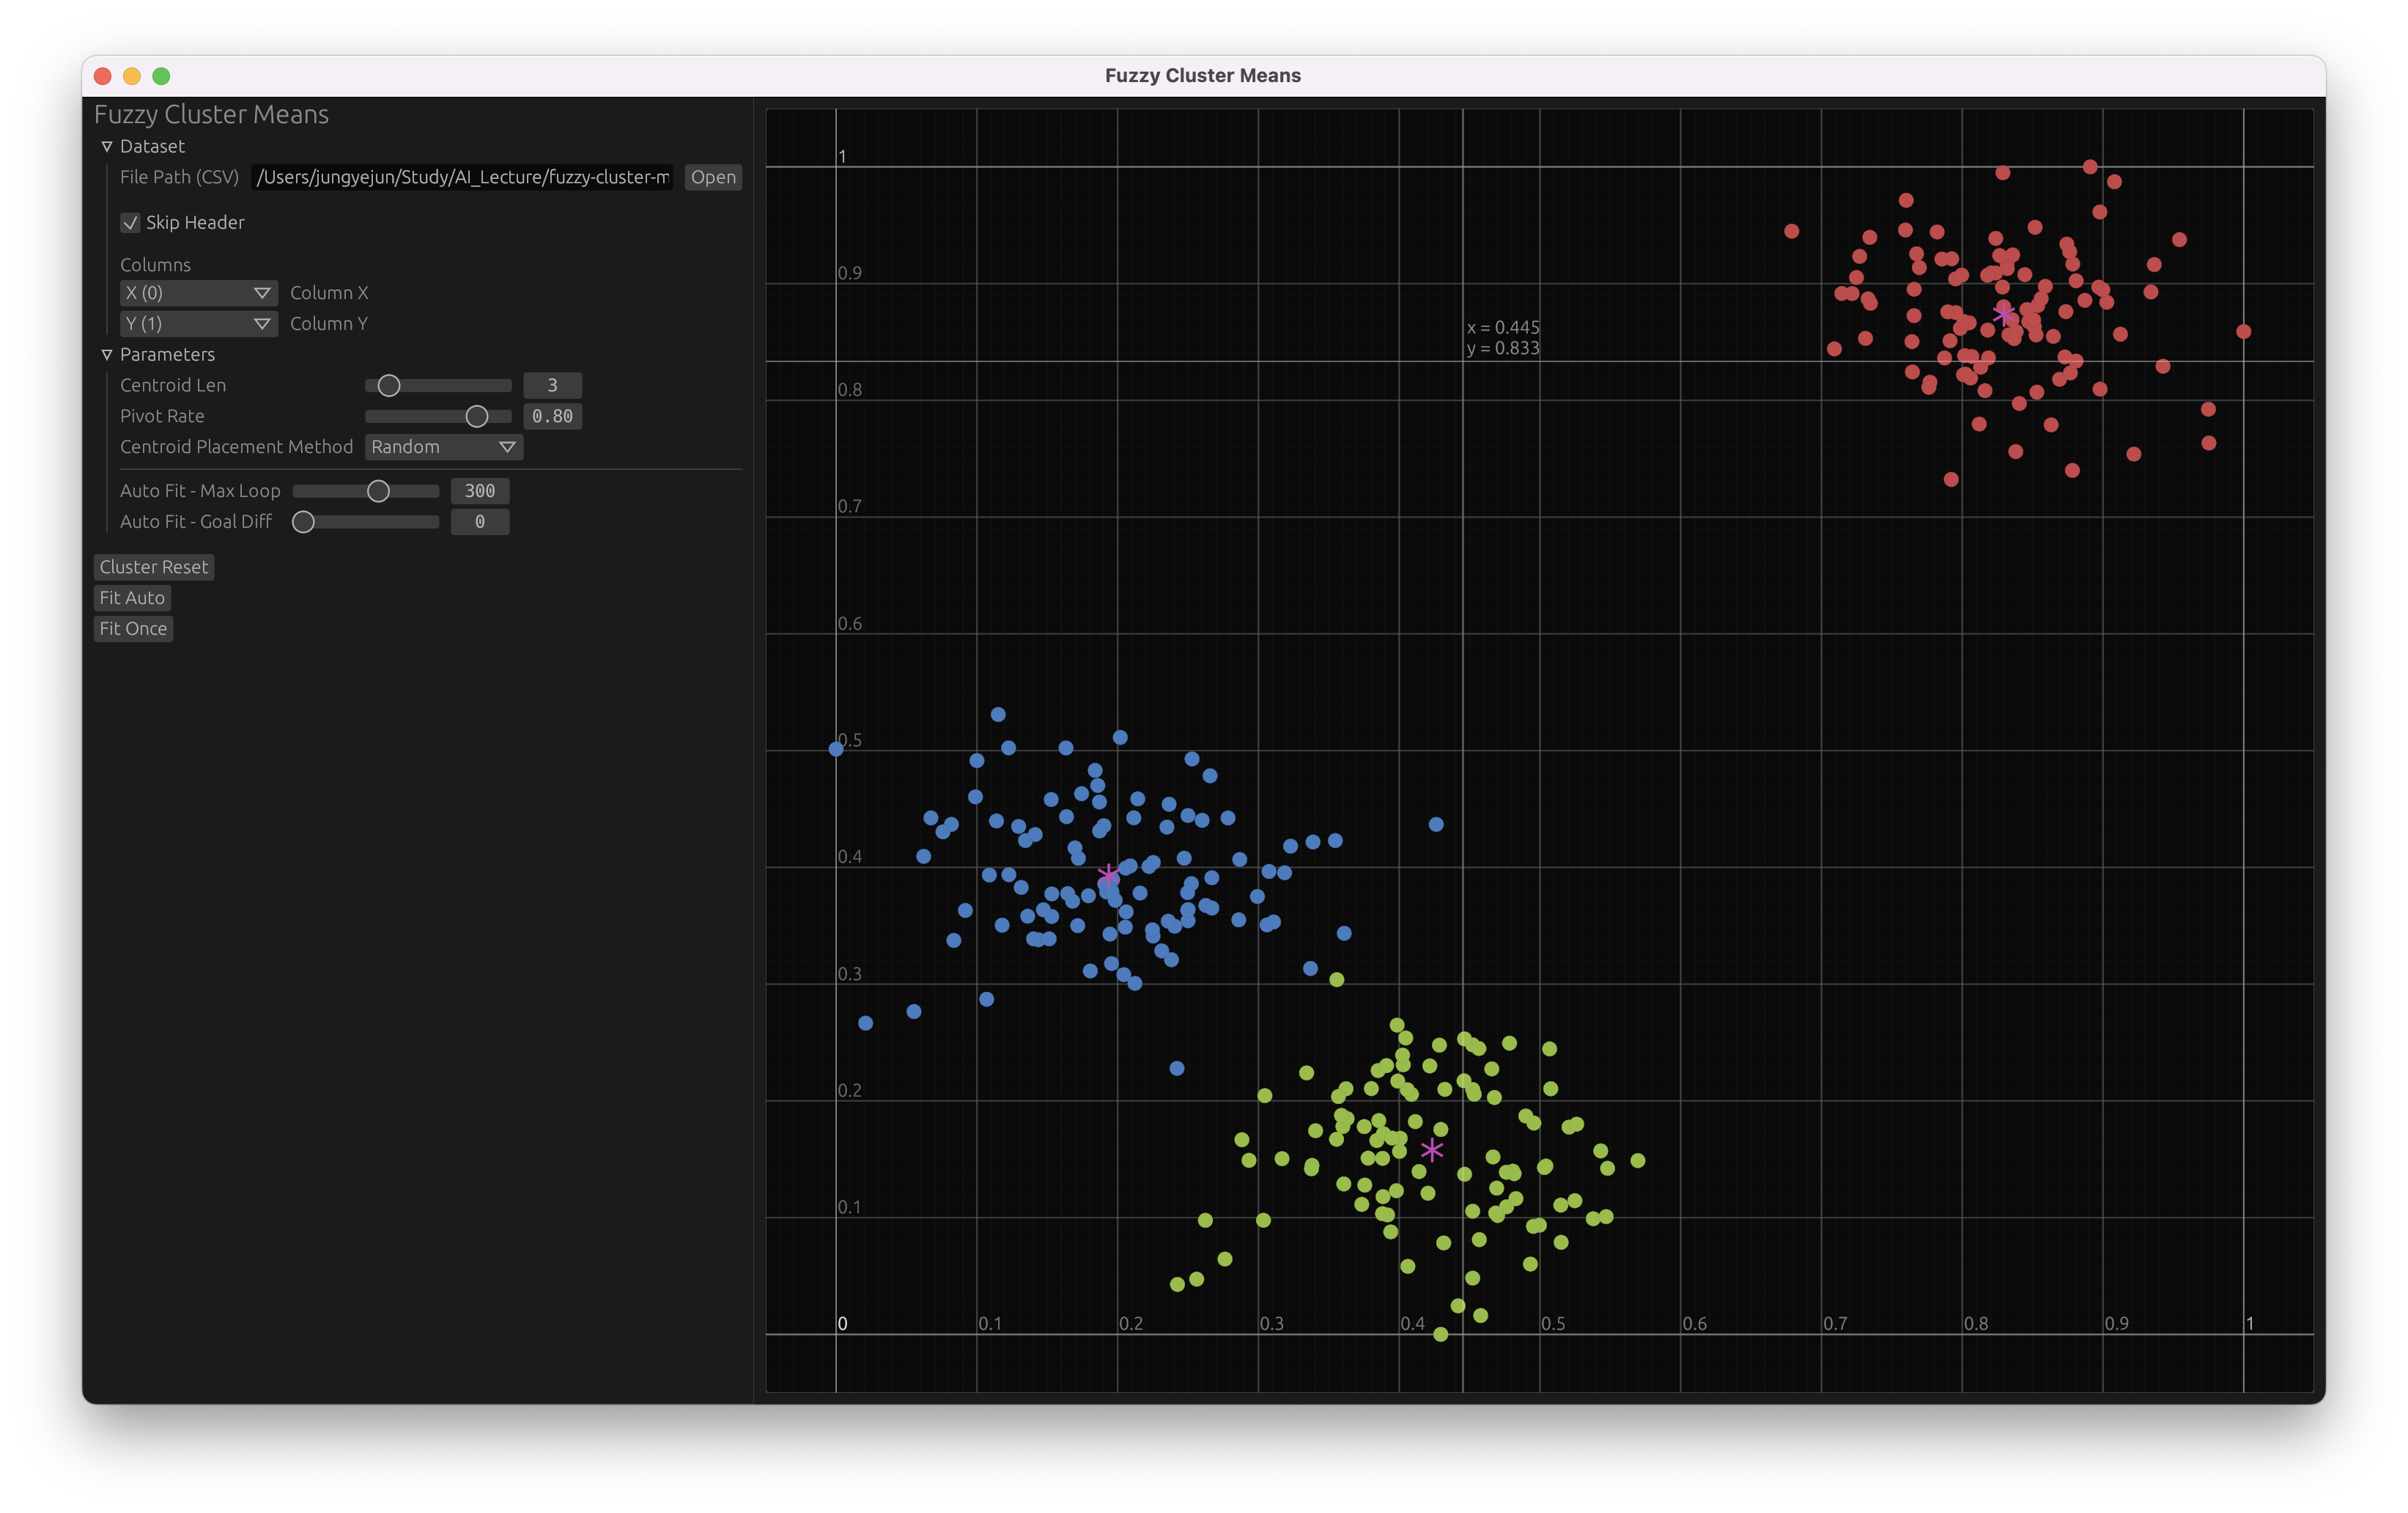 Fuzzy Cluster Means
Fuzzy Cluster Means
Dataset
File Path (CSV) /Users/jungyejun/Study/AI_Lecture/fuzzy-cluster-m Open
Skip Header
Columns
X (0) Column X
Y (1) Column Y
Parameters
Centroid Len 3
Pivot Rate 0.80
Centroid Placement Method Random
Auto Fit - Max Loop 300
Auto Fit - Goal Diff 0
Cluster Reset
Fit Auto
Fit Once
1
0.9
x = 0.445
y = 0.833
0.8
0.7
0.6
0.5
0.4
0.3
0.2
0.1
0 0.1 0.2 0.3 0.4 0.5 0.6 0.7 0.8 0.9 1